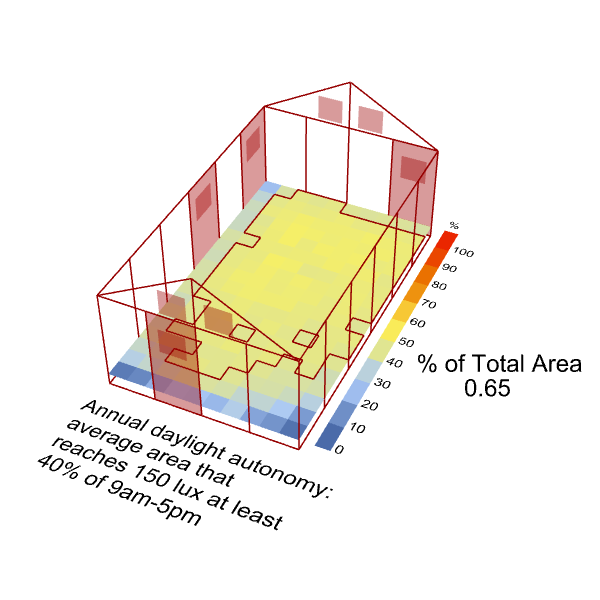 %
100
90
80
70
60
50
40
30
20
10
0
% of Total Area
0.65
Annual daylight autonomy:
average area that
reaches 150 lux at least
40% of 9am-5pm